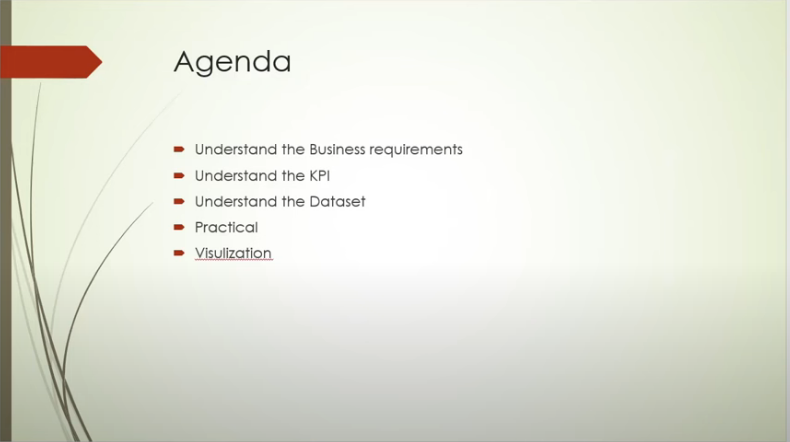 Agenda
Understand the Business requirements
Understand the KPI
Understand the Dataset
Practical
Visulization